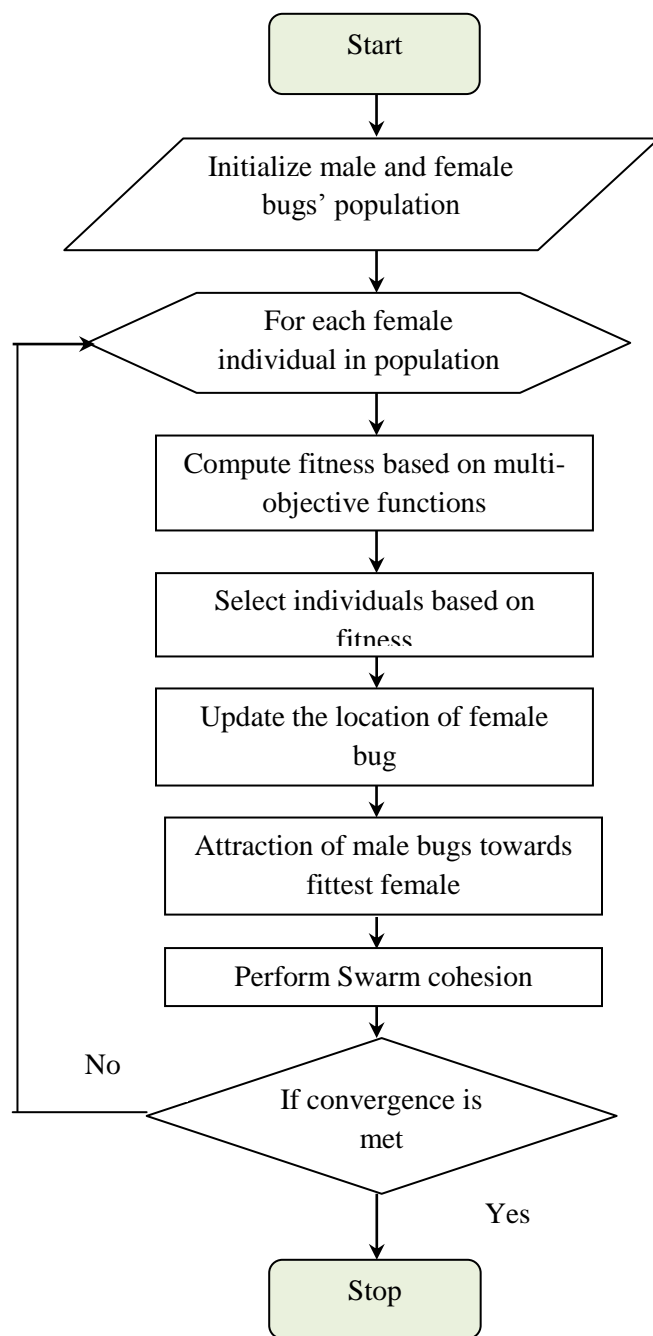 Start
Initialize male and female
bugs’ population
For each female
individual in population
Compute fitness based on multi-
objective functions
Select individuals based on
fitness
Update the location of female
bug
Attraction of male bugs towards
fittest female
Perform Swarm cohesion
No
If convergence is
met
Yes
Stop